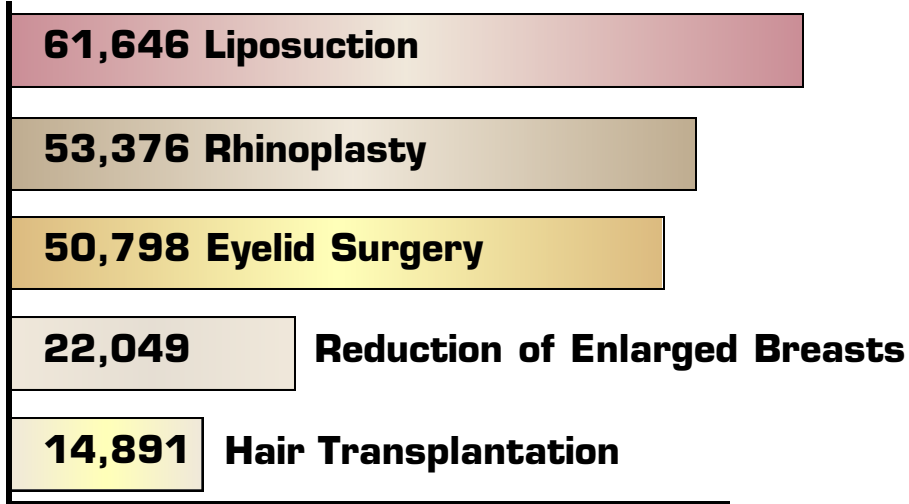 61,646 Liposuction
53,376 Rhinoplasty
50,798 Eyelid Surgery
22,049 Reduction of Enlarged Breasts
14,891 Hair Transplantation